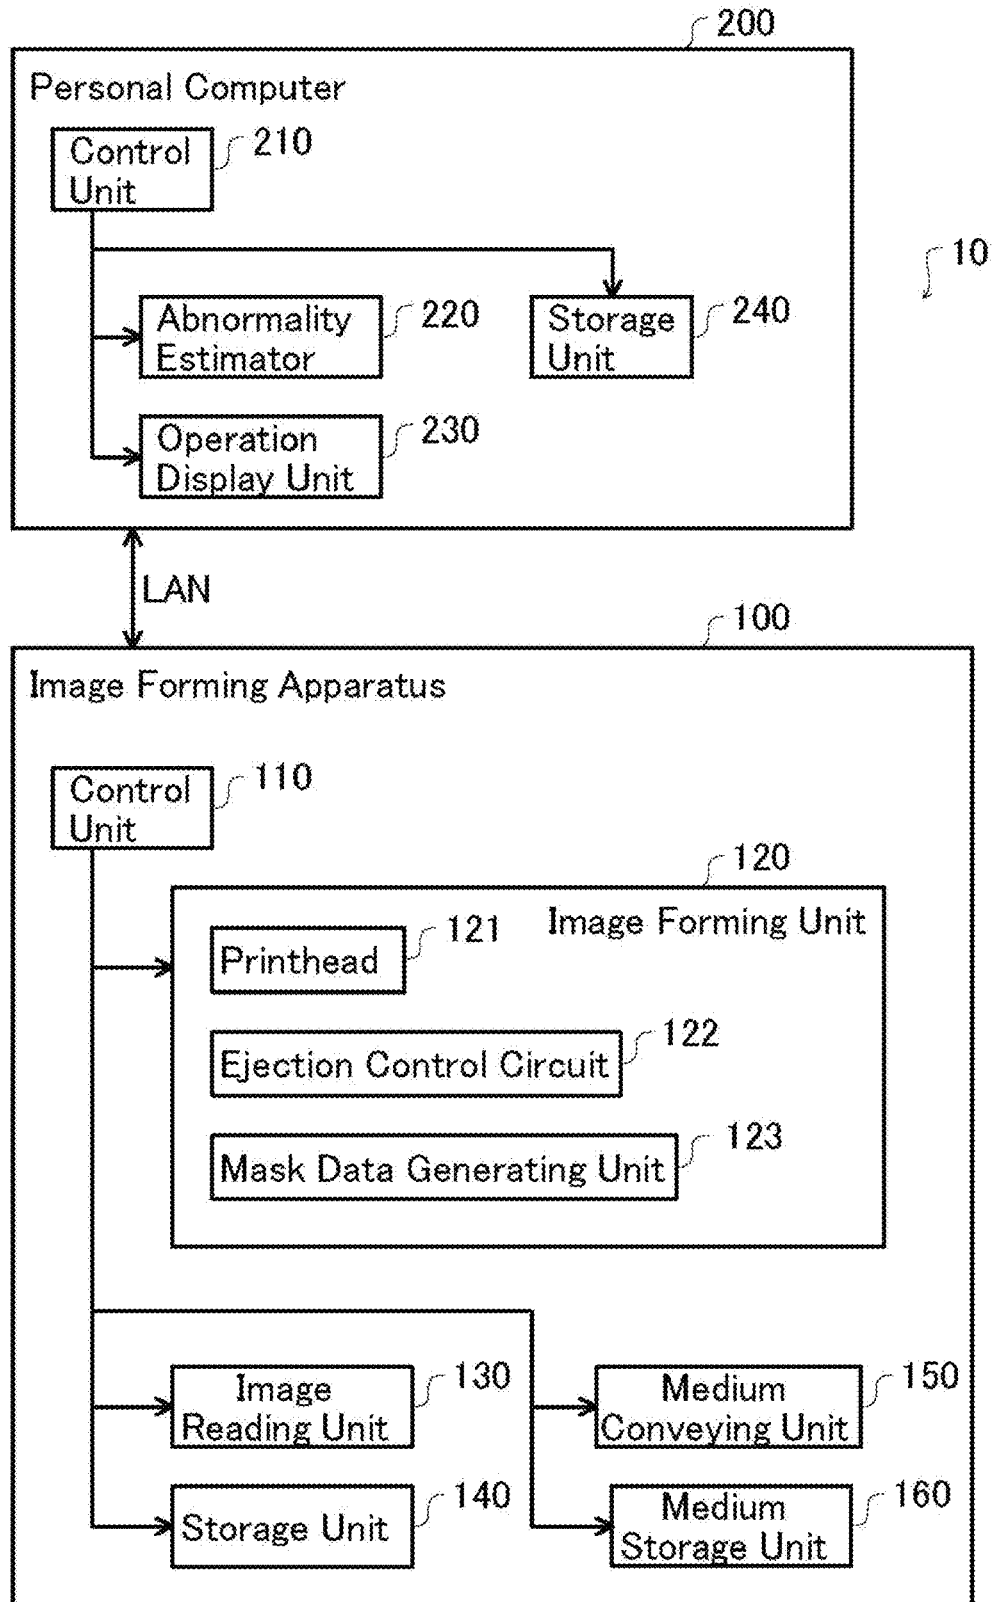 200
Personal Computer
Control
Unit
210
10
Abnormality
Estimator
220
Storage
Unit
240
Operation
Display Unit
230
LAN
100
Image Forming Apparatus
Control
Unit
110
120
Image Forming Unit
Printhead
121
Ejection Control Circuit
122
Mask Data Generating Unit
123
Image
Reading Unit
130
Medium
Conveying Unit
150
Storage Unit
140
Medium
Storage Unit
160